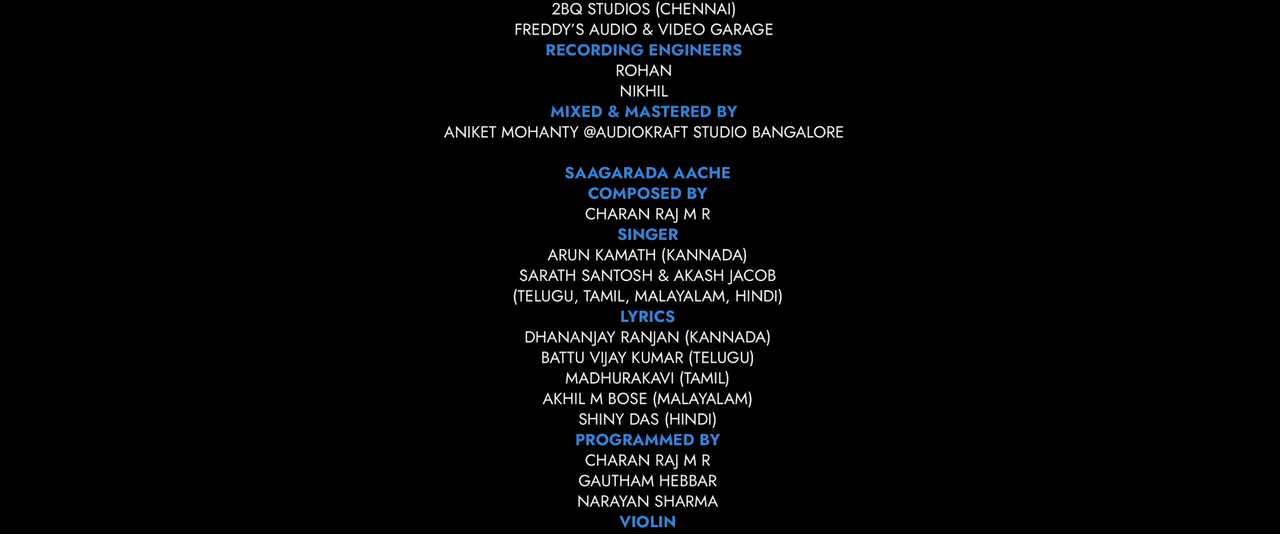 2BQ STUDIOS (CHENNAI)
FREDDY'S AUDIO & VIDEO GARAGE
RECORDING ENGINEERS
ROHAN
NIKHIL
MIXED & MASTERED BY
ANIKET MOHANTY @AUDIOKRAFT STUDIO BANGALORE
SAAGARADA AACHE
COMPOSED BY
CHARAN RAJ M R
SINGER
ARUN KAMATH (KANNADA)
SARATH SANTOSH & AKASH JACOB
(TELUGU, TAMIL, MALAYALAM, HINDI)
LYRICS
DHANANJAY RANJAN (KANNADA)
BATTU VIJAY KUMAR (TELUGU)
MADHURAKAVI (TAMIL)
AKHIL M BOSE (MALAYALAM)
SHINY DAS (HINDI)
PROGRAMMED BY
CHARAN RAJ M R
GAUTHAM HEBBAR
NARAYAN SHARMA
VIOLIN